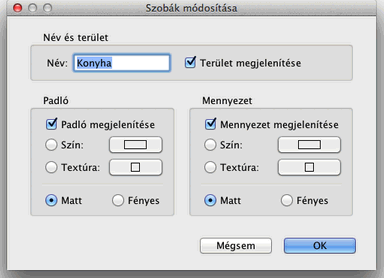 Szobák módosítása
Név és terület
Név: Konyha Terület megjelenítése
Padló Mennyezet
Padló megjelenítése Mennyezet megjelenítése
Szín: Szín:
Textúra: Textúra:
Matt Fényes Matt Fényes
Mégsem OK